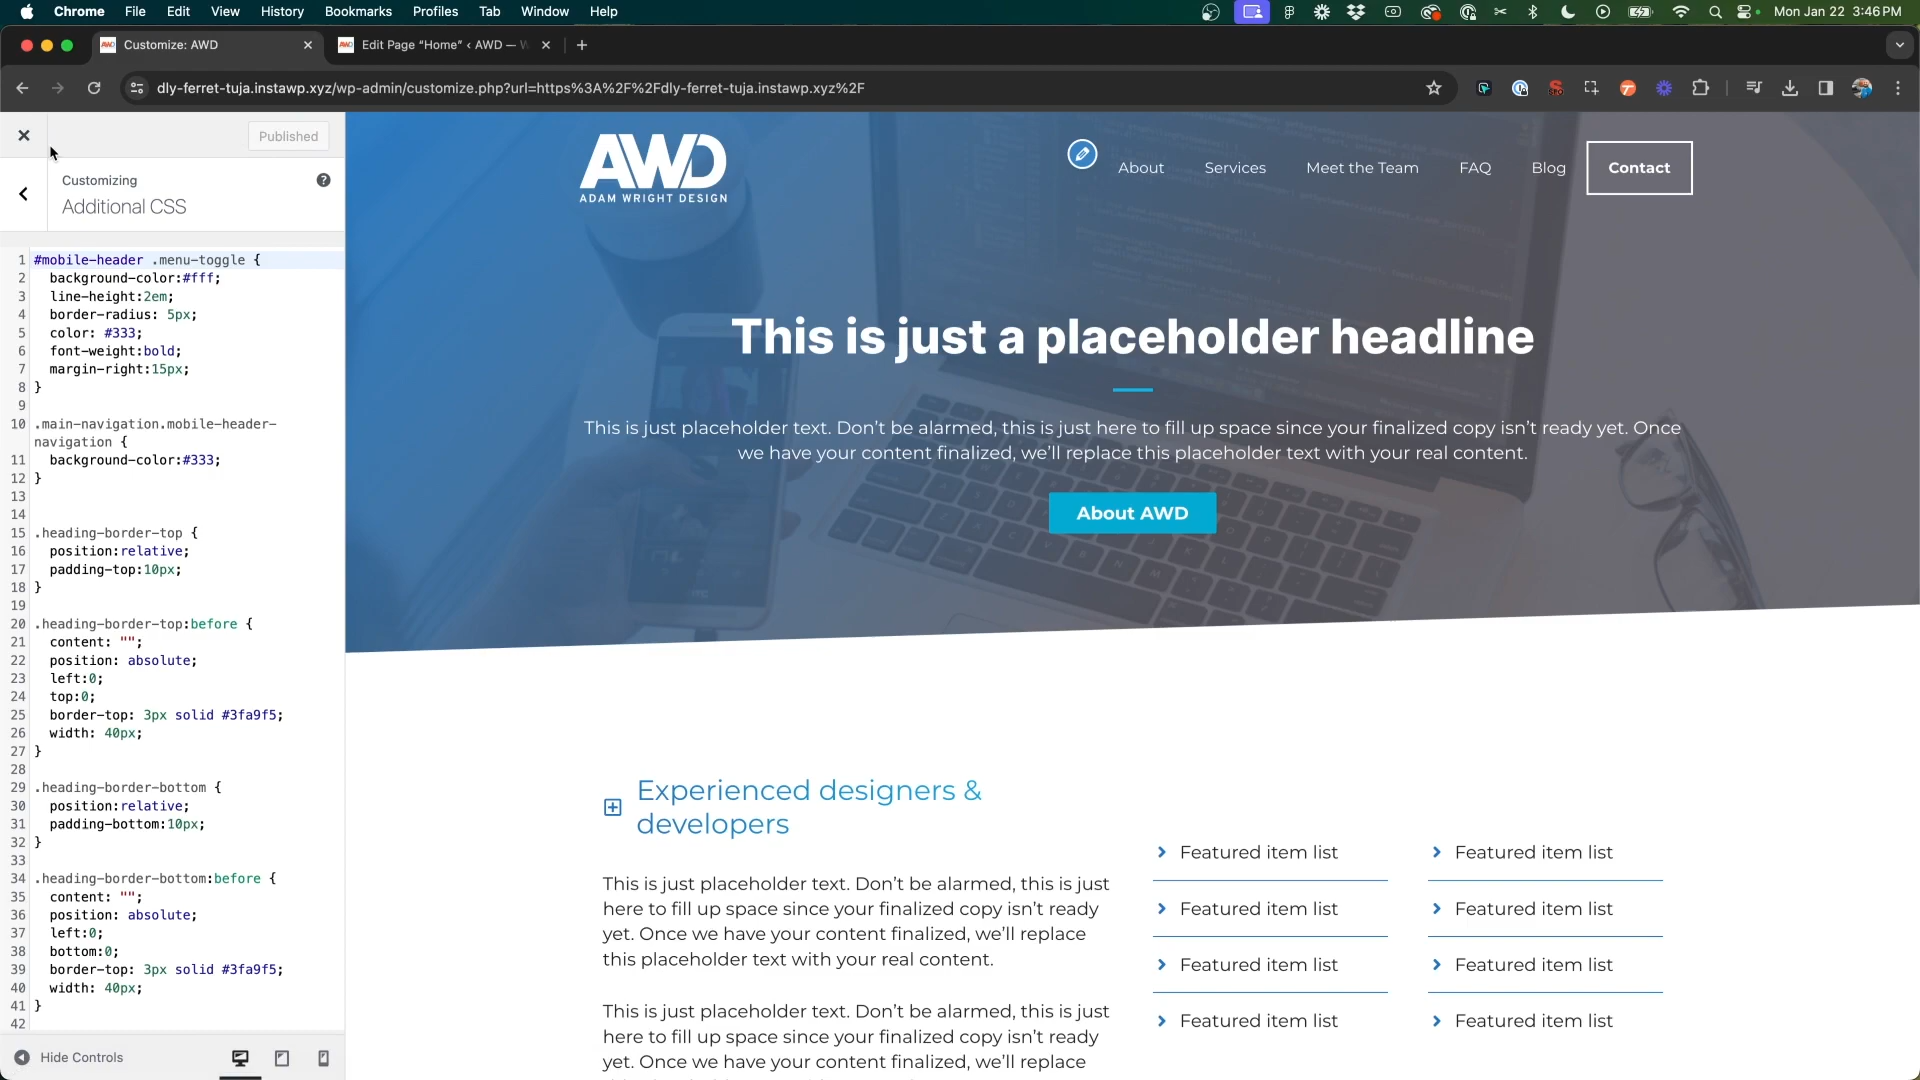 Chrome File Edit View History Bookmarks Profiles Tab Window Help Mon Jan 22 3:46 PM
Customize: AWD Edit Page “Home” ‹ AWD —
dly-ferret-tuja.instawp.xyz/wp-admin/customize.php?url=https%3A%2F%2Fdly-ferret-tuja.instawp.xyz%2F
Published
Customizing
Additional CSS
1 #mobile-header .menu-toggle {
2 background-color:#fff;
3 line-height:2em;
4 border-radius: 5px;
5 color: #333;
6 font-weight:bold;
7 margin-right:15px;
8 }
9
10 .main-navigation.mobile-header-
navigation {
11 background-color:#333;
12 }
13
14
15 .heading-border-top {
16 position:relative;
17 padding-top:10px;
18 }
19
20 .heading-border-top:before {
21 content: "";
22 position: absolute;
23 left:0;
24 top:0;
25 border-top: 3px solid #3fa9f5;
26 width: 40px;
27 }
28
29 .heading-border-bottom {
30 position:relative;
31 padding-bottom:10px;
32 }
33
34 .heading-border-bottom:before {
35 content: "";
36 position: absolute;
37 left:0;
38 bottom:0;
39 border-top: 3px solid #3fa9f5;
40 width: 40px;
41 }
42
Hide Controls
AWD
ADAM WRIGHT DESIGN
About Services Meet the Team FAQ Blog Contact
This is just a placeholder headline
This is just placeholder text. Don’t be alarmed, this is just here to fill up space since your finalized copy isn’t ready yet. Once
we have your content finalized, we’ll replace this placeholder text with your real content.
About AWD
Experienced designers &
developers
This is just placeholder text. Don’t be alarmed, this is just
here to fill up space since your finalized copy isn’t ready
yet. Once we have your content finalized, we’ll replace
this placeholder text with your real content.
This is just placeholder text. Don’t be alarmed, this is just
here to fill up space since your finalized copy isn’t ready
yet. Once we have your content finalized, we’ll replace
Featured item list
Featured item list
Featured item list
Featured item list
Featured item list
Featured item list
Featured item list
Featured item list